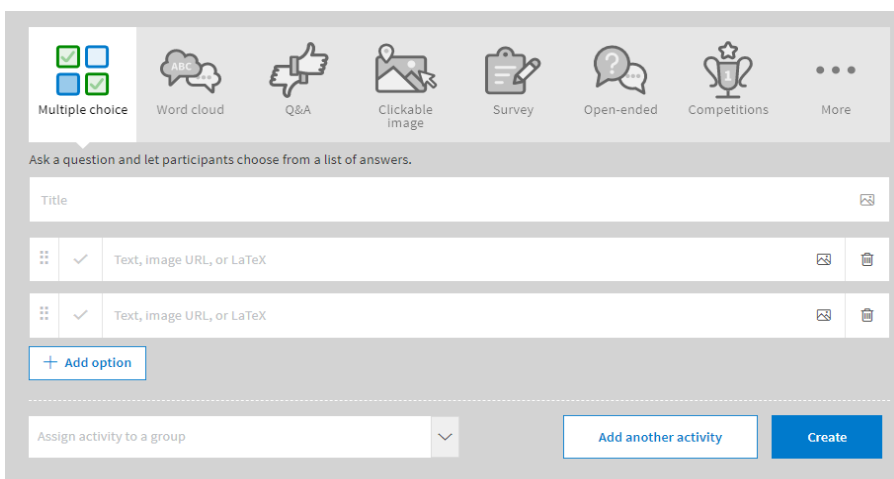 ABC
1
Multiple choice
Word cloud
Q&A
Clickable
image
Survey
Open-ended
Competitions
More
Ask a question and let participants choose from a list of answers.
Title
Text, image URL, or LaTeX
Text, image URL, or LaTeX
+ Add option
Assign activity to a group
Add another activity
Create